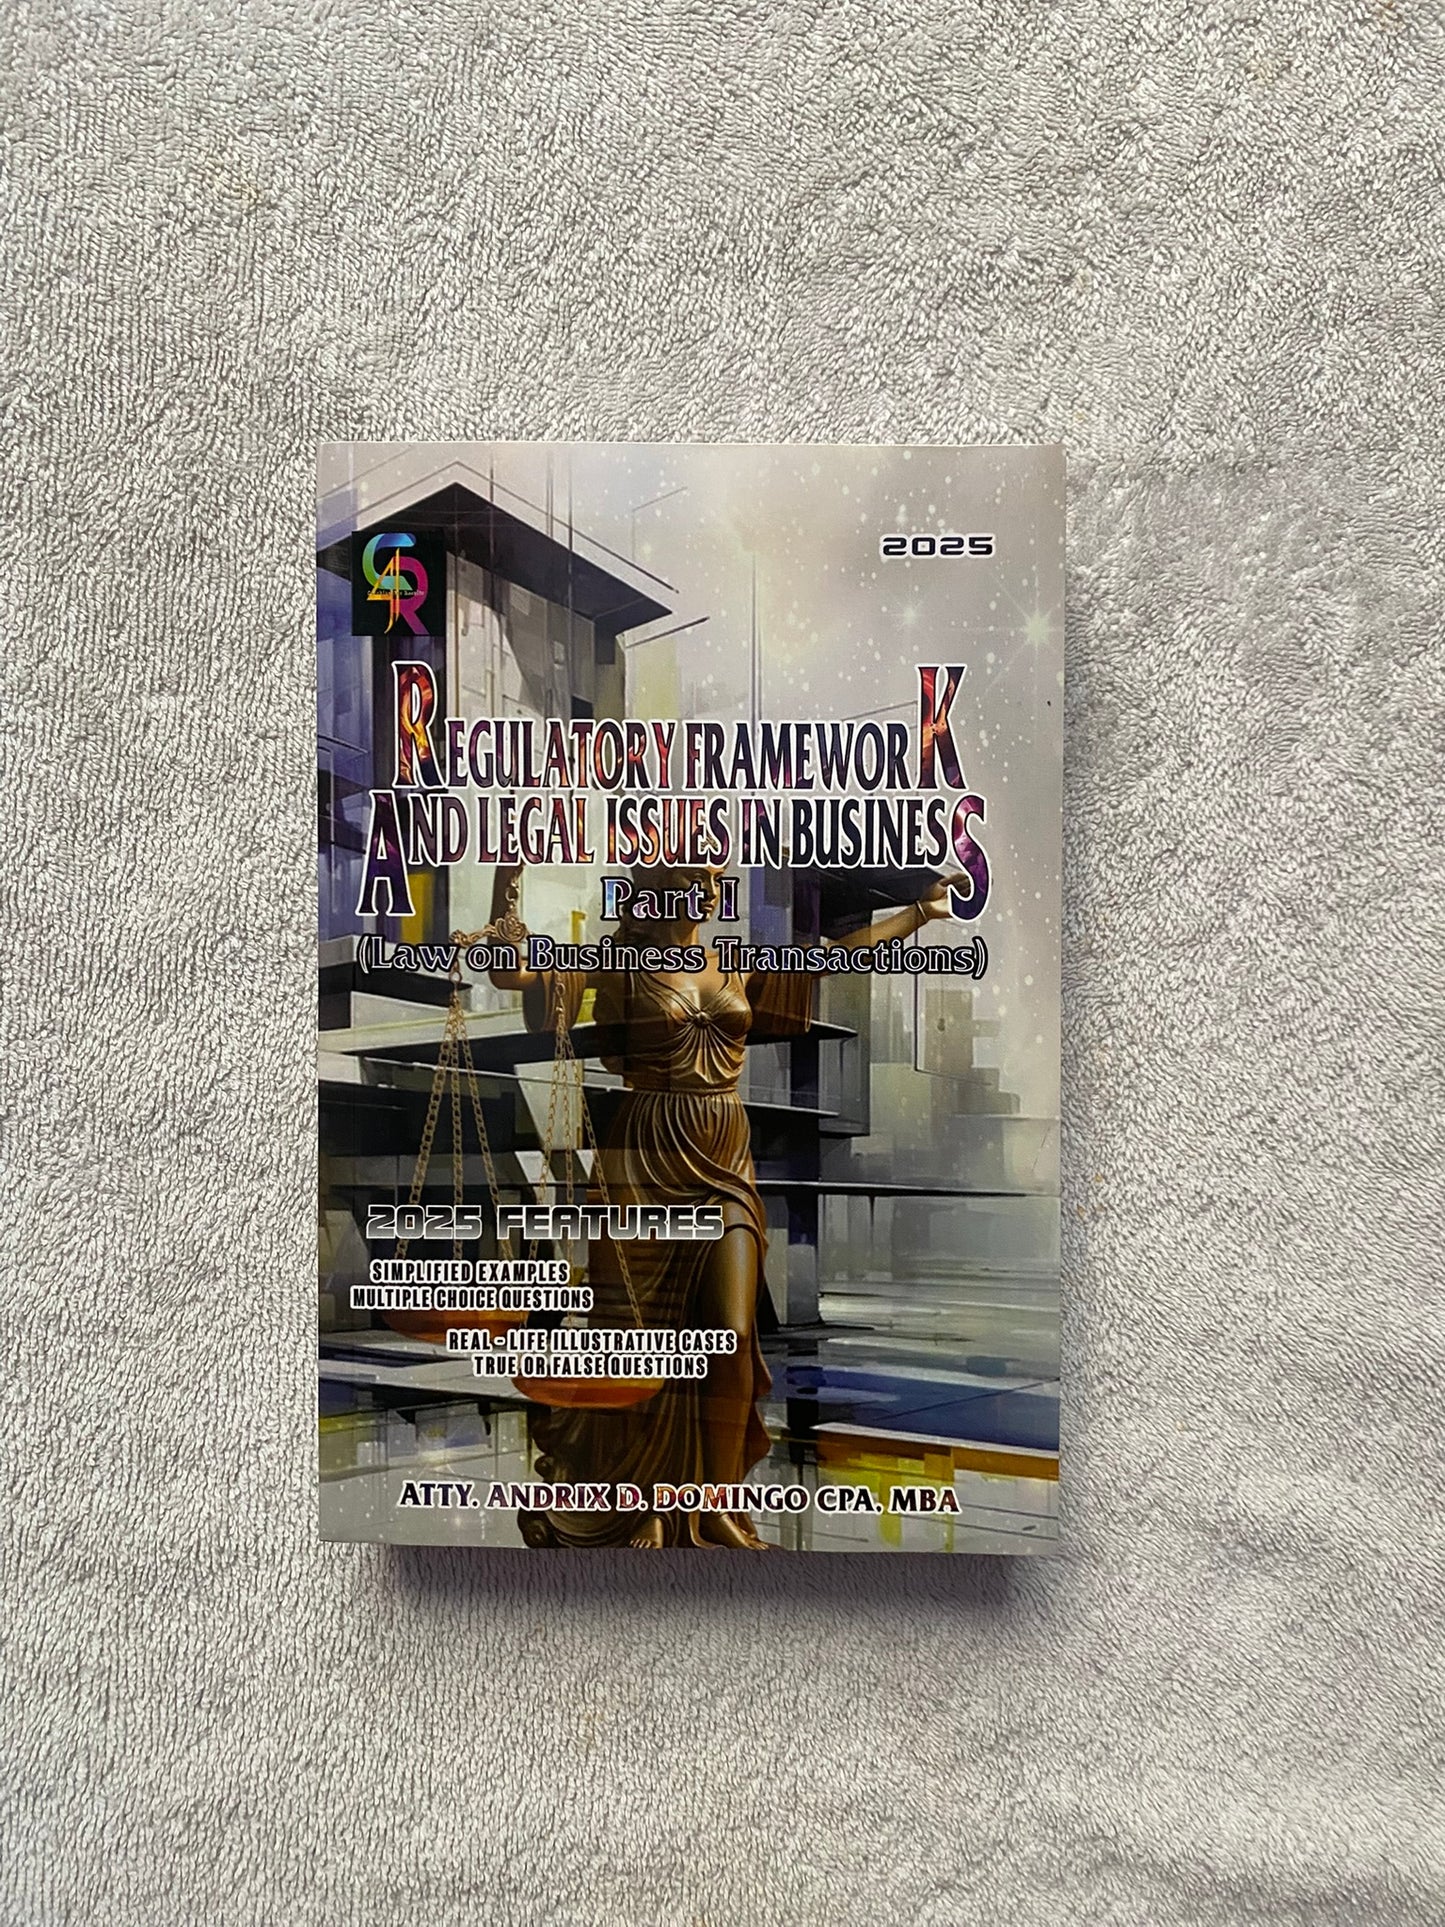 2025
REGULATORY FRAMEWORK
AND LEGAL ISSUES IN BUSINESS
Part I
(Law on Business Transactions)
2025 FEATURES
SIMPLIFIED EXAMPLES
MULTIPLE CHOICE QUESTIONS
REAL - LIFE ILLUSTRATIVE CASES
TRUE OR FALSE QUESTIONS
ATTY. ANDRIX D. DOMINGO CPA, MBA